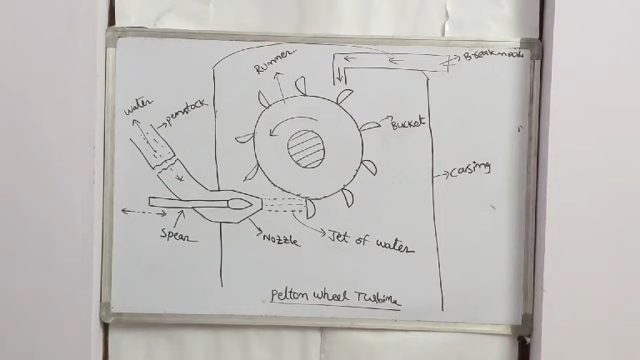 Runner
Break nozzle
water
penstock
Bucket
Casing
Spear
Nozzle
Jet of water
Pelton wheel Turbine